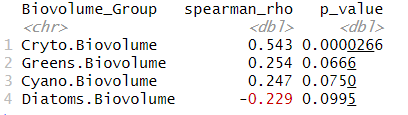 Biovolume_Group spearman_rho p_value
<chr> <dbl> <dbl>
1 Cryto.Biovolume 0.543 0.0000266
2 Greens.Biovolume 0.254 0.0666
3 Cyano.Biovolume 0.247 0.0750
4 Diatoms.Biovolume -0.229 0.0995